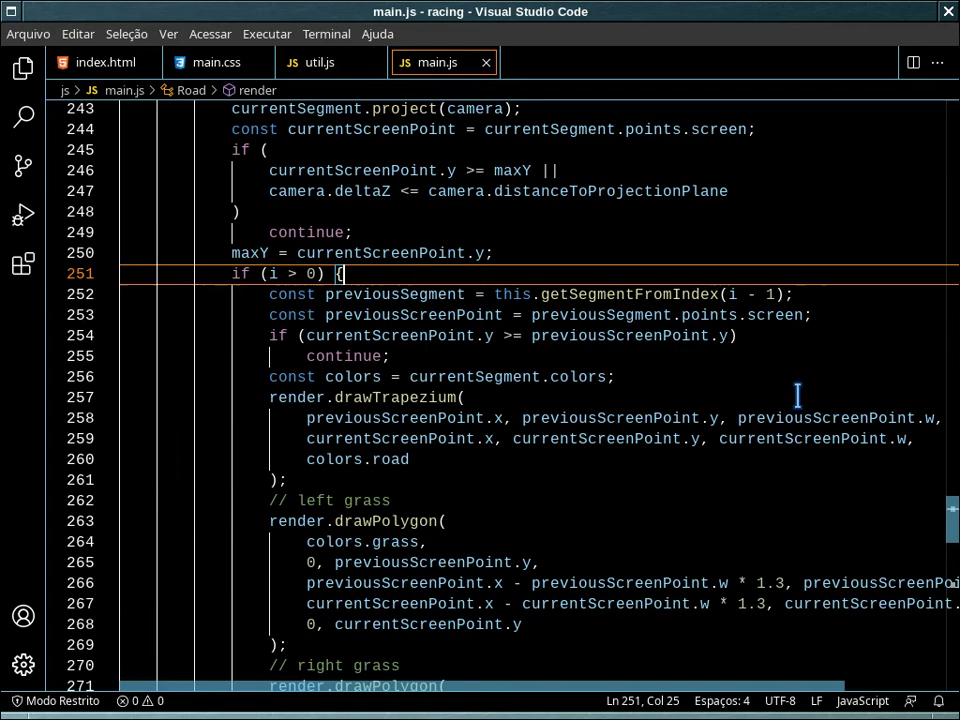 main.js - racing - Visual Studio Code
Arquivo Editar Seleção Ver Acessar Executar Terminal Ajuda
index.html main.css JS util.js JS main.js
js > JS main.js > Road > render
243 currentSegment.project(camera);
244 const currentScreenPoint = currentSegment.points.screen;
245 if (
246 currentScreenPoint.y >= maxY ||
247 camera.deltaZ <= camera.distanceToProjectionPlane
248 )
249 continue;
250 maxY = currentScreenPoint.y;
251 if (i > 0) {
252 const previousSegment = this.getSegmentFromIndex(i - 1);
253 const previousScreenPoint = previousSegment.points.screen;
254 if (currentScreenPoint.y >= previousScreenPoint.y)
255 continue;
256 const colors = currentSegment.colors;
257 render.drawTrapezium(
258 previousScreenPoint.x, previousScreenPoint.y, previousScreenPoint.w,
259 currentScreenPoint.x, currentScreenPoint.y, currentScreenPoint.w,
260 colors.road
261 );
262 // left grass
263 render.drawPolygon(
264 colors.grass,
265 0, previousScreenPoint.y,
266 previousScreenPoint.x - previousScreenPoint.w * 1.3, previousScreenPoi
267 currentScreenPoint.x - currentScreenPoint.w * 1.3, currentScreenPoint.
268 0, currentScreenPoint.y
269 );
270 // right grass
271 render.drawPolygon(
Modo Restrito 0 0 Ln 251, Col 25 Espaços: 4 UTF-8 LF JavaScript